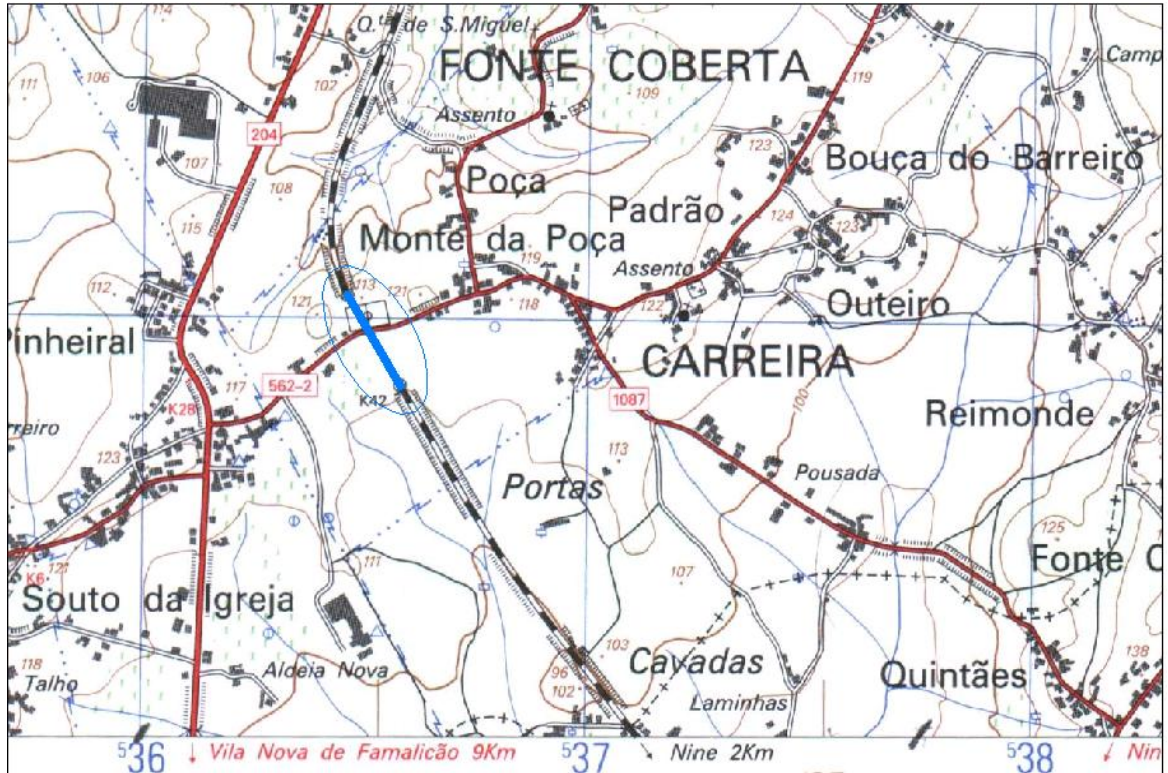 114
Q.ta de S.Miguel
FONTE COBERTA
119
Camp
111
106
102
109
Assento
204
107
108
123
Bouça do Barreiro
Poça
115
Padrão
124
123
Monte da Poça
119
Assento
112
121
113
121
118
122
Outeiro
Pinheiral
CARREIRA
117
562-2
K42
1087
100
K28
Reimonde
rreiro
123
113
Portas
Pousada
125
111
107
Fonte C
121
K6
Souto da Igreja
103
Cavadas
96
102
138
118
Talho
Aldeia Nova
Laminhas
Quintães
⁵36
Vila Nova de Famalicão 9Km
⁵37
Nine 2Km
⁵38
Nin